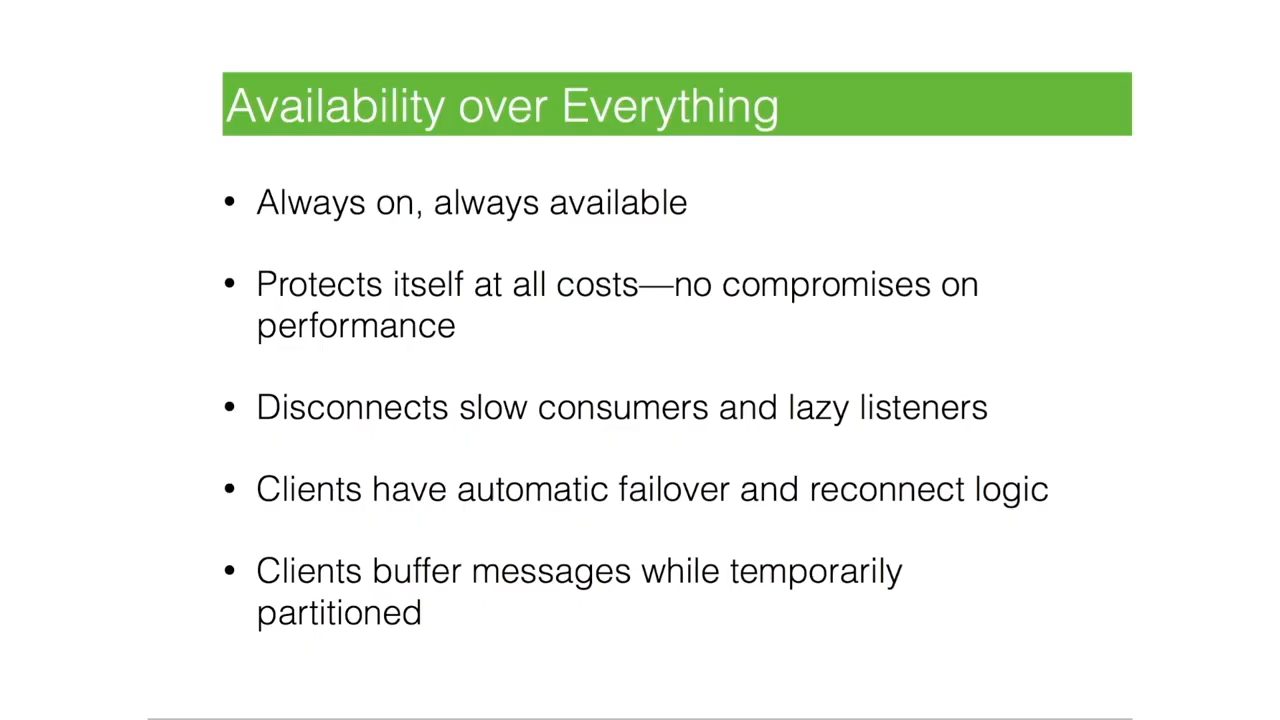 Availability over Everything
• Always on, always available
• Protects itself at all costs—no compromises on
performance
• Disconnects slow consumers and lazy listeners
• Clients have automatic failover and reconnect logic
• Clients buffer messages while temporarily
partitioned